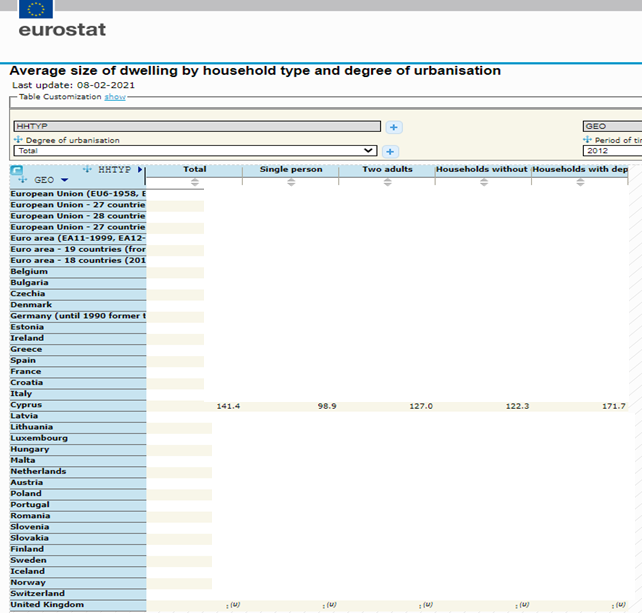 eurostat
Average size of dwelling by household type and degree of urbanisation
Last update: 08-02-2021
Table Customization show
HHTYP + GEO
Degree of urbanisation Period of ti
Total + 2012
HHTYP Total Single person Two adults Households without Households with dep
GEO
European Union (EU6-1958, E
European Union - 27 countrie
European Union - 28 countrie
European Union - 27 countrie
Euro area (EA11-1999, EA12-
Euro area - 19 countries (fror
Euro area - 18 countries (201
Belgium
Bulgaria
Czechia
Denmark
Germany (until 1990 former t
Estonia
Ireland
Greece
Spain
France
Croatia
Italy
Cyprus 141.4 98.9 127.0 122.3 171.7
Latvia
Lithuania
Luxembourg
Hungary
Malta
Netherlands
Austria
Poland
Portugal
Romania
Slovenia
Slovakia
Finland
Sweden
Iceland
Norway
Switzerland
United Kingdom : (u) : (u) : (u) : (u) : (u)